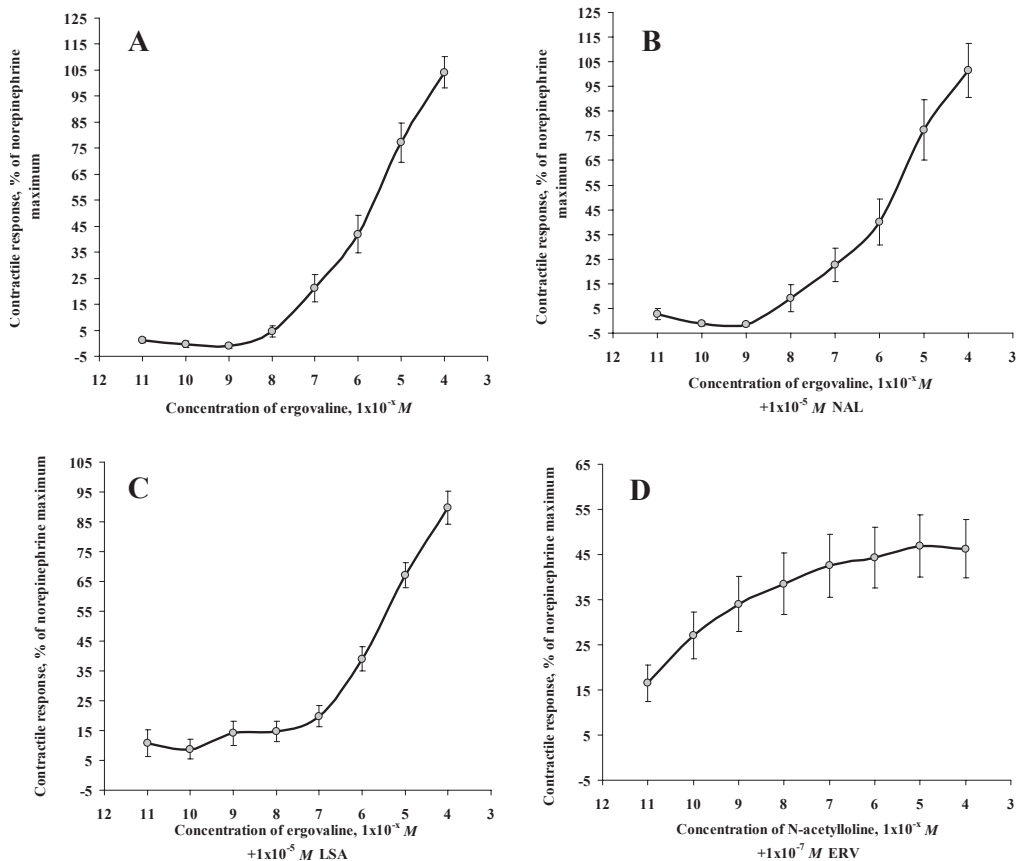 A
Contractile response, % of norepinephrine
maximum
125
115
105
95
85
75
65
55
45
35
25
15
5
-5
12 11 10 9 8 7 6 5 4 3
Concentration of ergovaline, 1x10⁻ˣ M
B
Contractile response, % of norepinephrine
maximum
125
115
105
95
85
75
65
55
45
35
25
15
5
-5
12 11 10 9 8 7 6 5 4 3
Concentration of ergovaline, 1x10⁻ˣ M
+1x10⁻⁵ M NAL
C
Contractile response, % of norepinephrine maximum
105
95
85
75
65
55
45
35
25
15
5
-5
12 11 10 9 8 7 6 5 4 3
Concentration of ergovaline, 1x10⁻ˣ M
+1x10⁻⁵ M LSA
D
Contractile response, % of norepinephrine maximum
65
55
45
35
25
15
5
-5
12 11 10 9 8 7 6 5 4 3
Concentration of N-acetylloline, 1x10⁻ˣ M
+1x10⁻⁷ M ERV